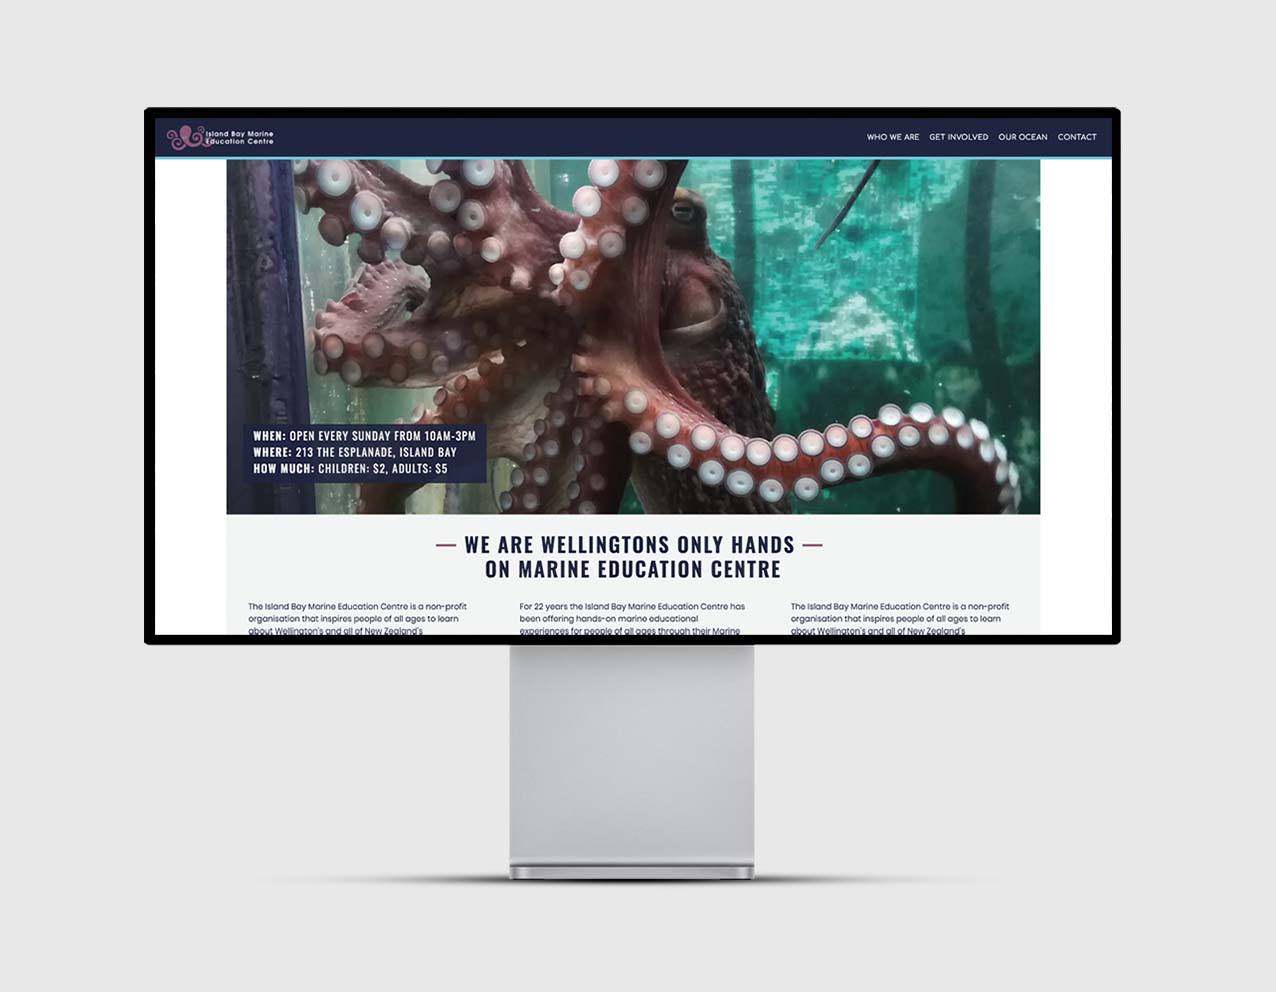 Island Bay Marine
Education Centre
WHO WE ARE GET INVOLVED OUR OCEAN CONTACT
WHEN: OPEN EVERY SUNDAY FROM 10AM-3PM
WHERE: 213 THE ESPLANADE, ISLAND BAY
HOW MUCH: CHILDREN: $2, ADULTS: $5
WE ARE WELLINGTONS ONLY HANDS
ON MARINE EDUCATION CENTRE
The Island Bay Marine Education Centre is a non-profit
organisation that inspires people of all ages to learn
about Wellington's and all of New Zealand's
For 22 years the Island Bay Marine Education Centre has
been offering hands-on marine educational
experiences for people of all ages through their Marine
The Island Bay Marine Education Centre is a non-profit
organisation that inspires people of all ages to learn
about Wellington's and all of New Zealand's